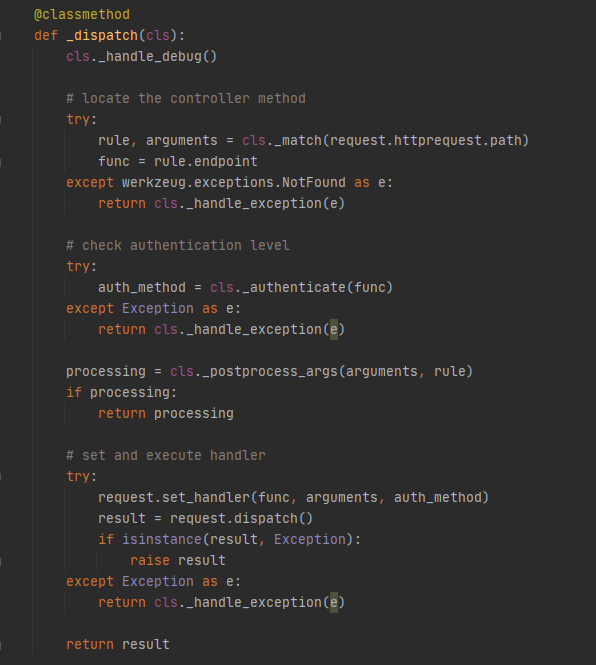 @classmethod
def _dispatch(cls):
    cls._handle_debug()

    # locate the controller method
    try:
        rule, arguments = cls._match(request.httprequest.path)
        func = rule.endpoint
    except werkzeug.exceptions.NotFound as e:
        return cls._handle_exception(e)

    # check authentication level
    try:
        auth_method = cls._authenticate(func)
    except Exception as e:
        return cls._handle_exception(e)

    processing = cls._postprocess_args(arguments, rule)
    if processing:
        return processing

    # set and execute handler
    try:
        request.set_handler(func, arguments, auth_method)
        result = request.dispatch()
        if isinstance(result, Exception):
            raise result
    except Exception as e:
        return cls._handle_exception(e)

    return result